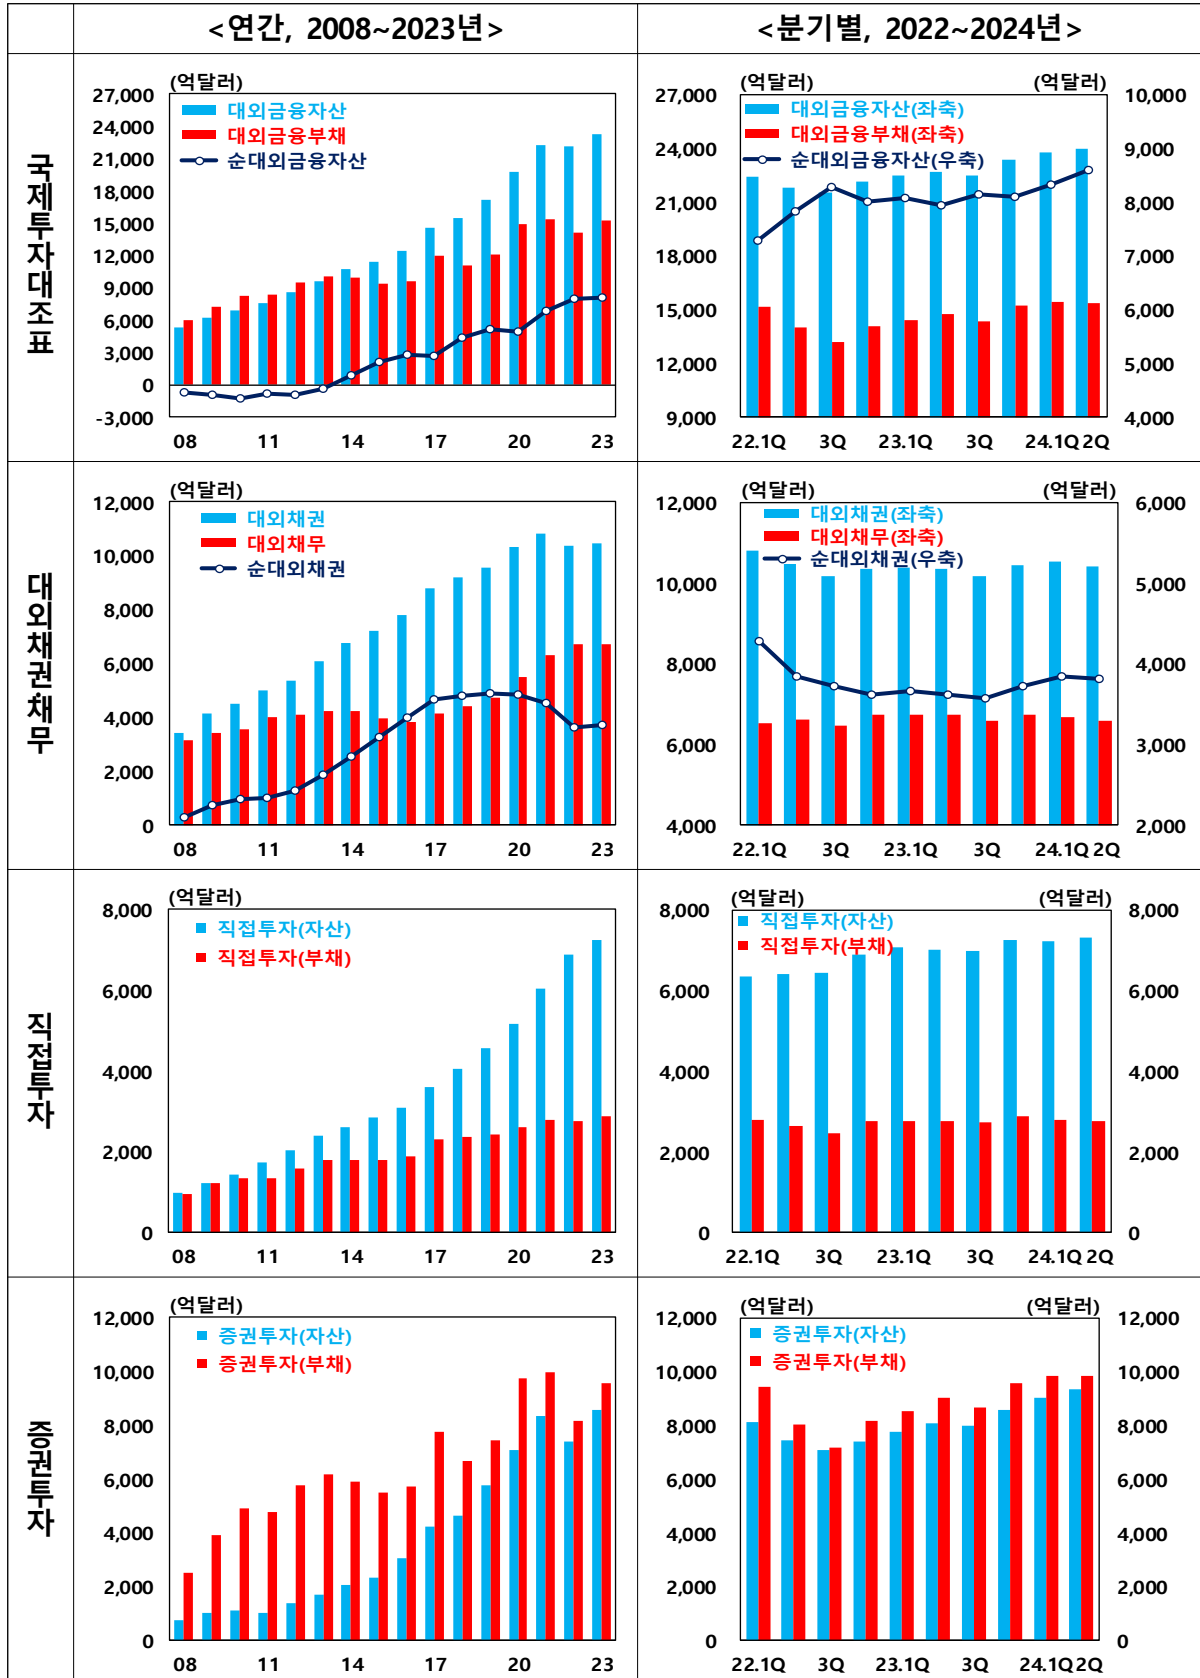 <연간, 2008~2023년>
<분기별, 2022~2024년>
국제투자대조표
(억달러)
대외금융자산
대외금융부채
순대외금융자산
27,000
24,000
21,000
18,000
15,000
12,000
9,000
6,000
3,000
0
-3,000
08 11 14 17 20 23
(억달러) (억달러)
대외금융자산(좌축)
대외금융부채(좌축)
순대외금융자산(우축)
27,000 10,000
24,000 9,000
21,000 8,000
18,000 7,000
15,000 6,000
12,000 5,000
9,000 4,000
22.1Q 3Q 23.1Q 3Q 24.1Q 2Q
대외채권·채무
(억달러)
대외채권
대외채무
순대외채권
12,000
10,000
8,000
6,000
4,000
2,000
0
08 11 14 17 20 23
(억달러) (억달러)
대외채권(좌축)
대외채무(좌축)
순대외채권(우축)
12,000 6,000
10,000 5,000
8,000 4,000
6,000 3,000
4,000 2,000
22.1Q 3Q 23.1Q 3Q 24.1Q 2Q
직접투자
(억달러)
직접투자(자산)
직접투자(부채)
8,000
6,000
4,000
2,000
0
08 11 14 17 20 23
(억달러) (억달러)
직접투자(자산)
직접투자(부채)
8,000 8,000
6,000 6,000
4,000 4,000
2,000 2,000
0 0
22.1Q 3Q 23.1Q 3Q 24.1Q 2Q
증권투자
(억달러)
증권투자(자산)
증권투자(부채)
12,000
10,000
8,000
6,000
4,000
2,000
0
08 11 14 17 20 23
(억달러) (억달러)
증권투자(자산)
증권투자(부채)
12,000 12,000
10,000 10,000
8,000 8,000
6,000 6,000
4,000 4,000
2,000 2,000
0 0
22.1Q 3Q 23.1Q 3Q 24.1Q 2Q